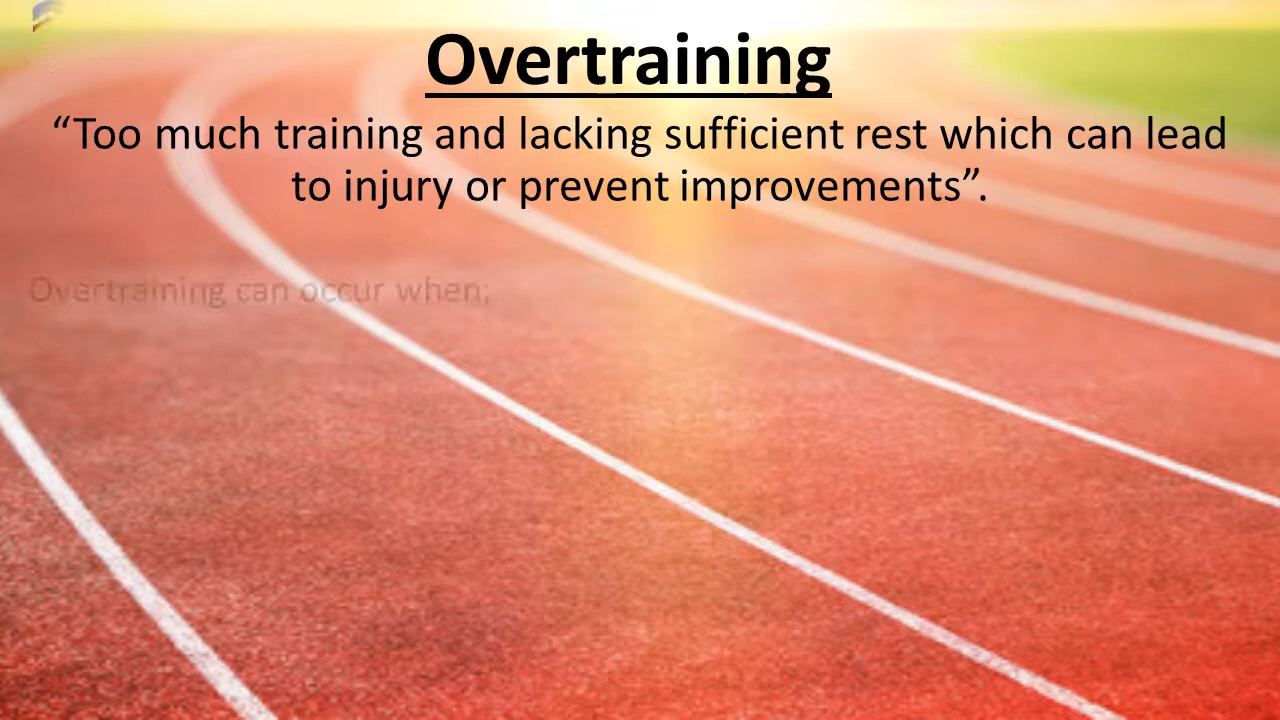 Overtraining
“Too much training and lacking sufficient rest which can lead
to injury or prevent improvements”.
Overtraining can occur when;